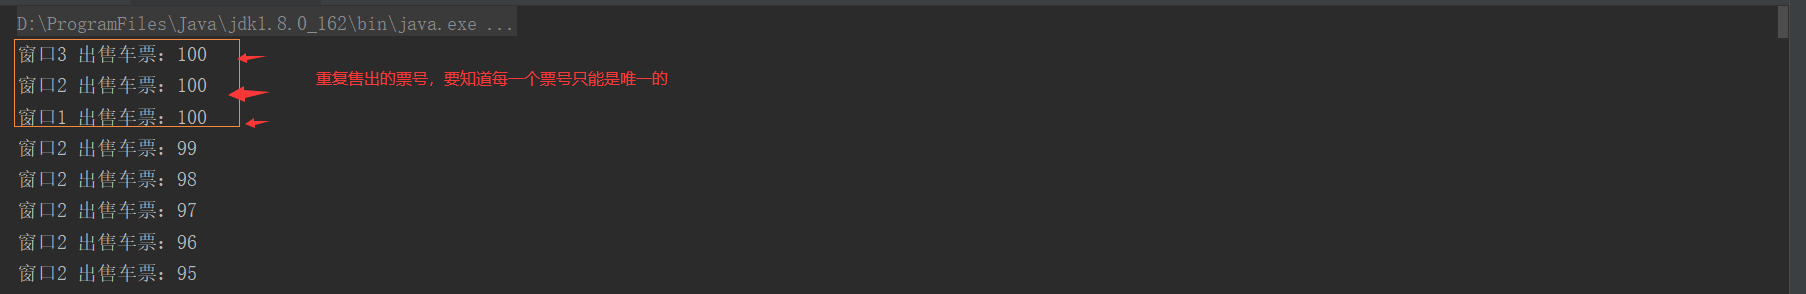 D:\ProgramFiles\Java\jdk1.8.0_162\bin\java.exe ...
窗口3 出售车票：100
重复售出的票号，要知道每一个票号只能是唯一的
窗口2 出售车票：100
窗口1 出售车票：100
窗口2 出售车票：99
窗口2 出售车票：98
窗口2 出售车票：97
窗口2 出售车票：96
窗口2 出售车票：95